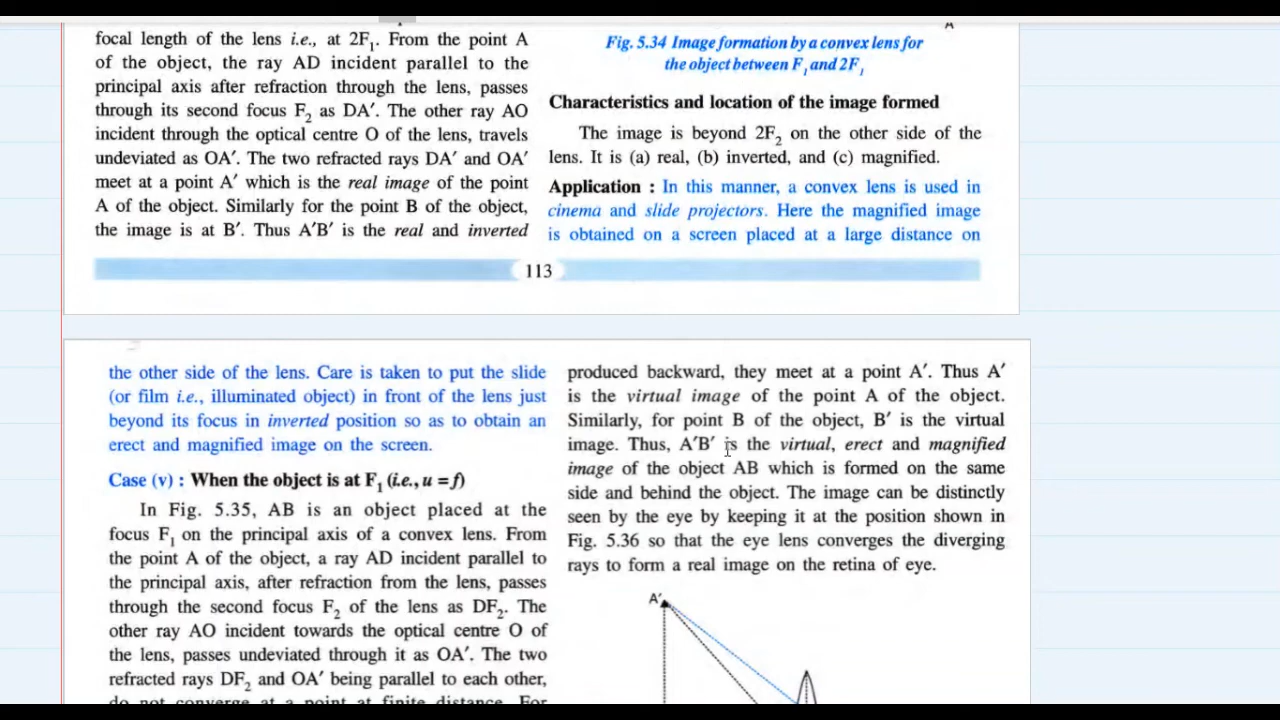 focal length of the lens i.e., at 2F₁. From the point A
of the object, the ray AD incident parallel to the
principal axis after refraction through the lens, passes
through its second focus F₂ as DA′. The other ray AO
incident through the optical centre O of the lens, travels
undeviated as OA′. The two refracted rays DA′ and OA′
meet at a point A′ which is the real image of the point
A of the object. Similarly for the point B of the object,
the image is at B′. Thus A′B′ is the real and inverted
Fig. 5.34 Image formation by a convex lens for
the object between F₁ and 2F₁
Characteristics and location of the image formed
The image is beyond 2F₂ on the other side of the
lens. It is (a) real, (b) inverted, and (c) magnified.
Application : In this manner, a convex lens is used in
cinema and slide projectors. Here the magnified image
is obtained on a screen placed at a large distance on
113
the other side of the lens. Care is taken to put the slide
(or film i.e., illuminated object) in front of the lens just
beyond its focus in inverted position so as to obtain an
erect and magnified image on the screen.
Case (v) : When the object is at F₁ (i.e., u = f)
In Fig. 5.35, AB is an object placed at the
focus F₁ on the principal axis of a convex lens. From
the point A of the object, a ray AD incident parallel to
the principal axis, after refraction from the lens, passes
through the second focus F₂ of the lens as DF₂. The
other ray AO incident towards the optical centre O of
the lens, passes undeviated through it as OA′. The two
refracted rays DF₂ and OA′ being parallel to each other,
do not converge at a point at finite distance. For
produced backward, they meet at a point A′. Thus A′
is the virtual image of the point A of the object.
Similarly, for point B of the object, B′ is the virtual
image. Thus, A′B′ is the virtual, erect and magnified
image of the object AB which is formed on the same
side and behind the object. The image can be distinctly
seen by the eye by keeping it at the position shown in
Fig. 5.36 so that the eye lens converges the diverging
rays to form a real image on the retina of eye.
A′